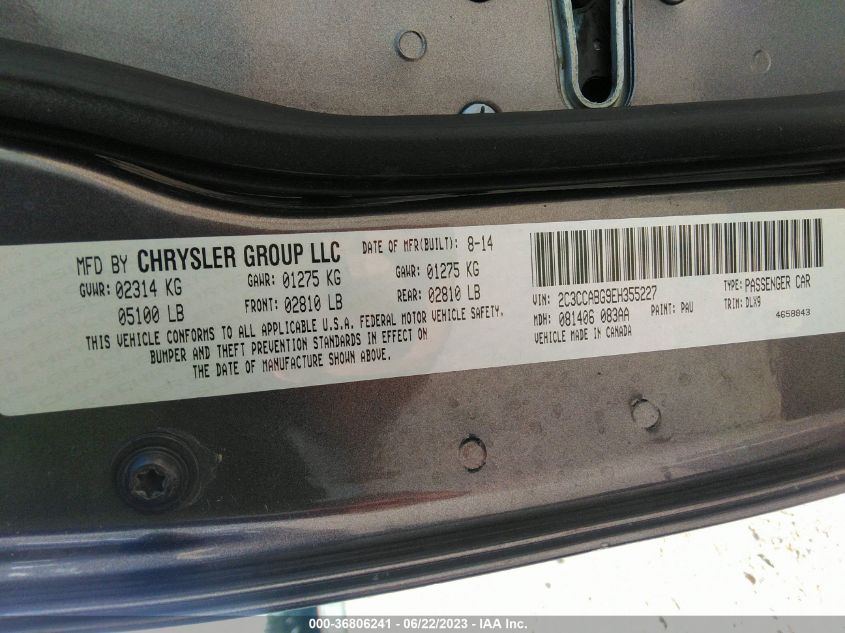 MFD BY CHRYSLER GROUP LLC DATE OF MFR(BUILT): 8-14
GVWR: 02314 KG GAWR: 01275 KG GAWR: 01275 KG
05100 LB FRONT: 02810 LB REAR: 02810 LB
THIS VEHICLE CONFORMS TO ALL APPLICABLE U.S.A. FEDERAL MOTOR VEHICLE SAFETY,
BUMPER AND THEFT PREVENTION STANDARDS IN EFFECT ON
THE DATE OF MANUFACTURE SHOWN ABOVE.
VIN: 2C3CCABG9EH355227 TYPE: PASSENGER CAR
MDH: 081406 083AA PAINT: PAU TRIM: DLX9
VEHICLE MADE IN CANADA 4658843
000-36806241 - 06/22/2023 - IAA Inc.